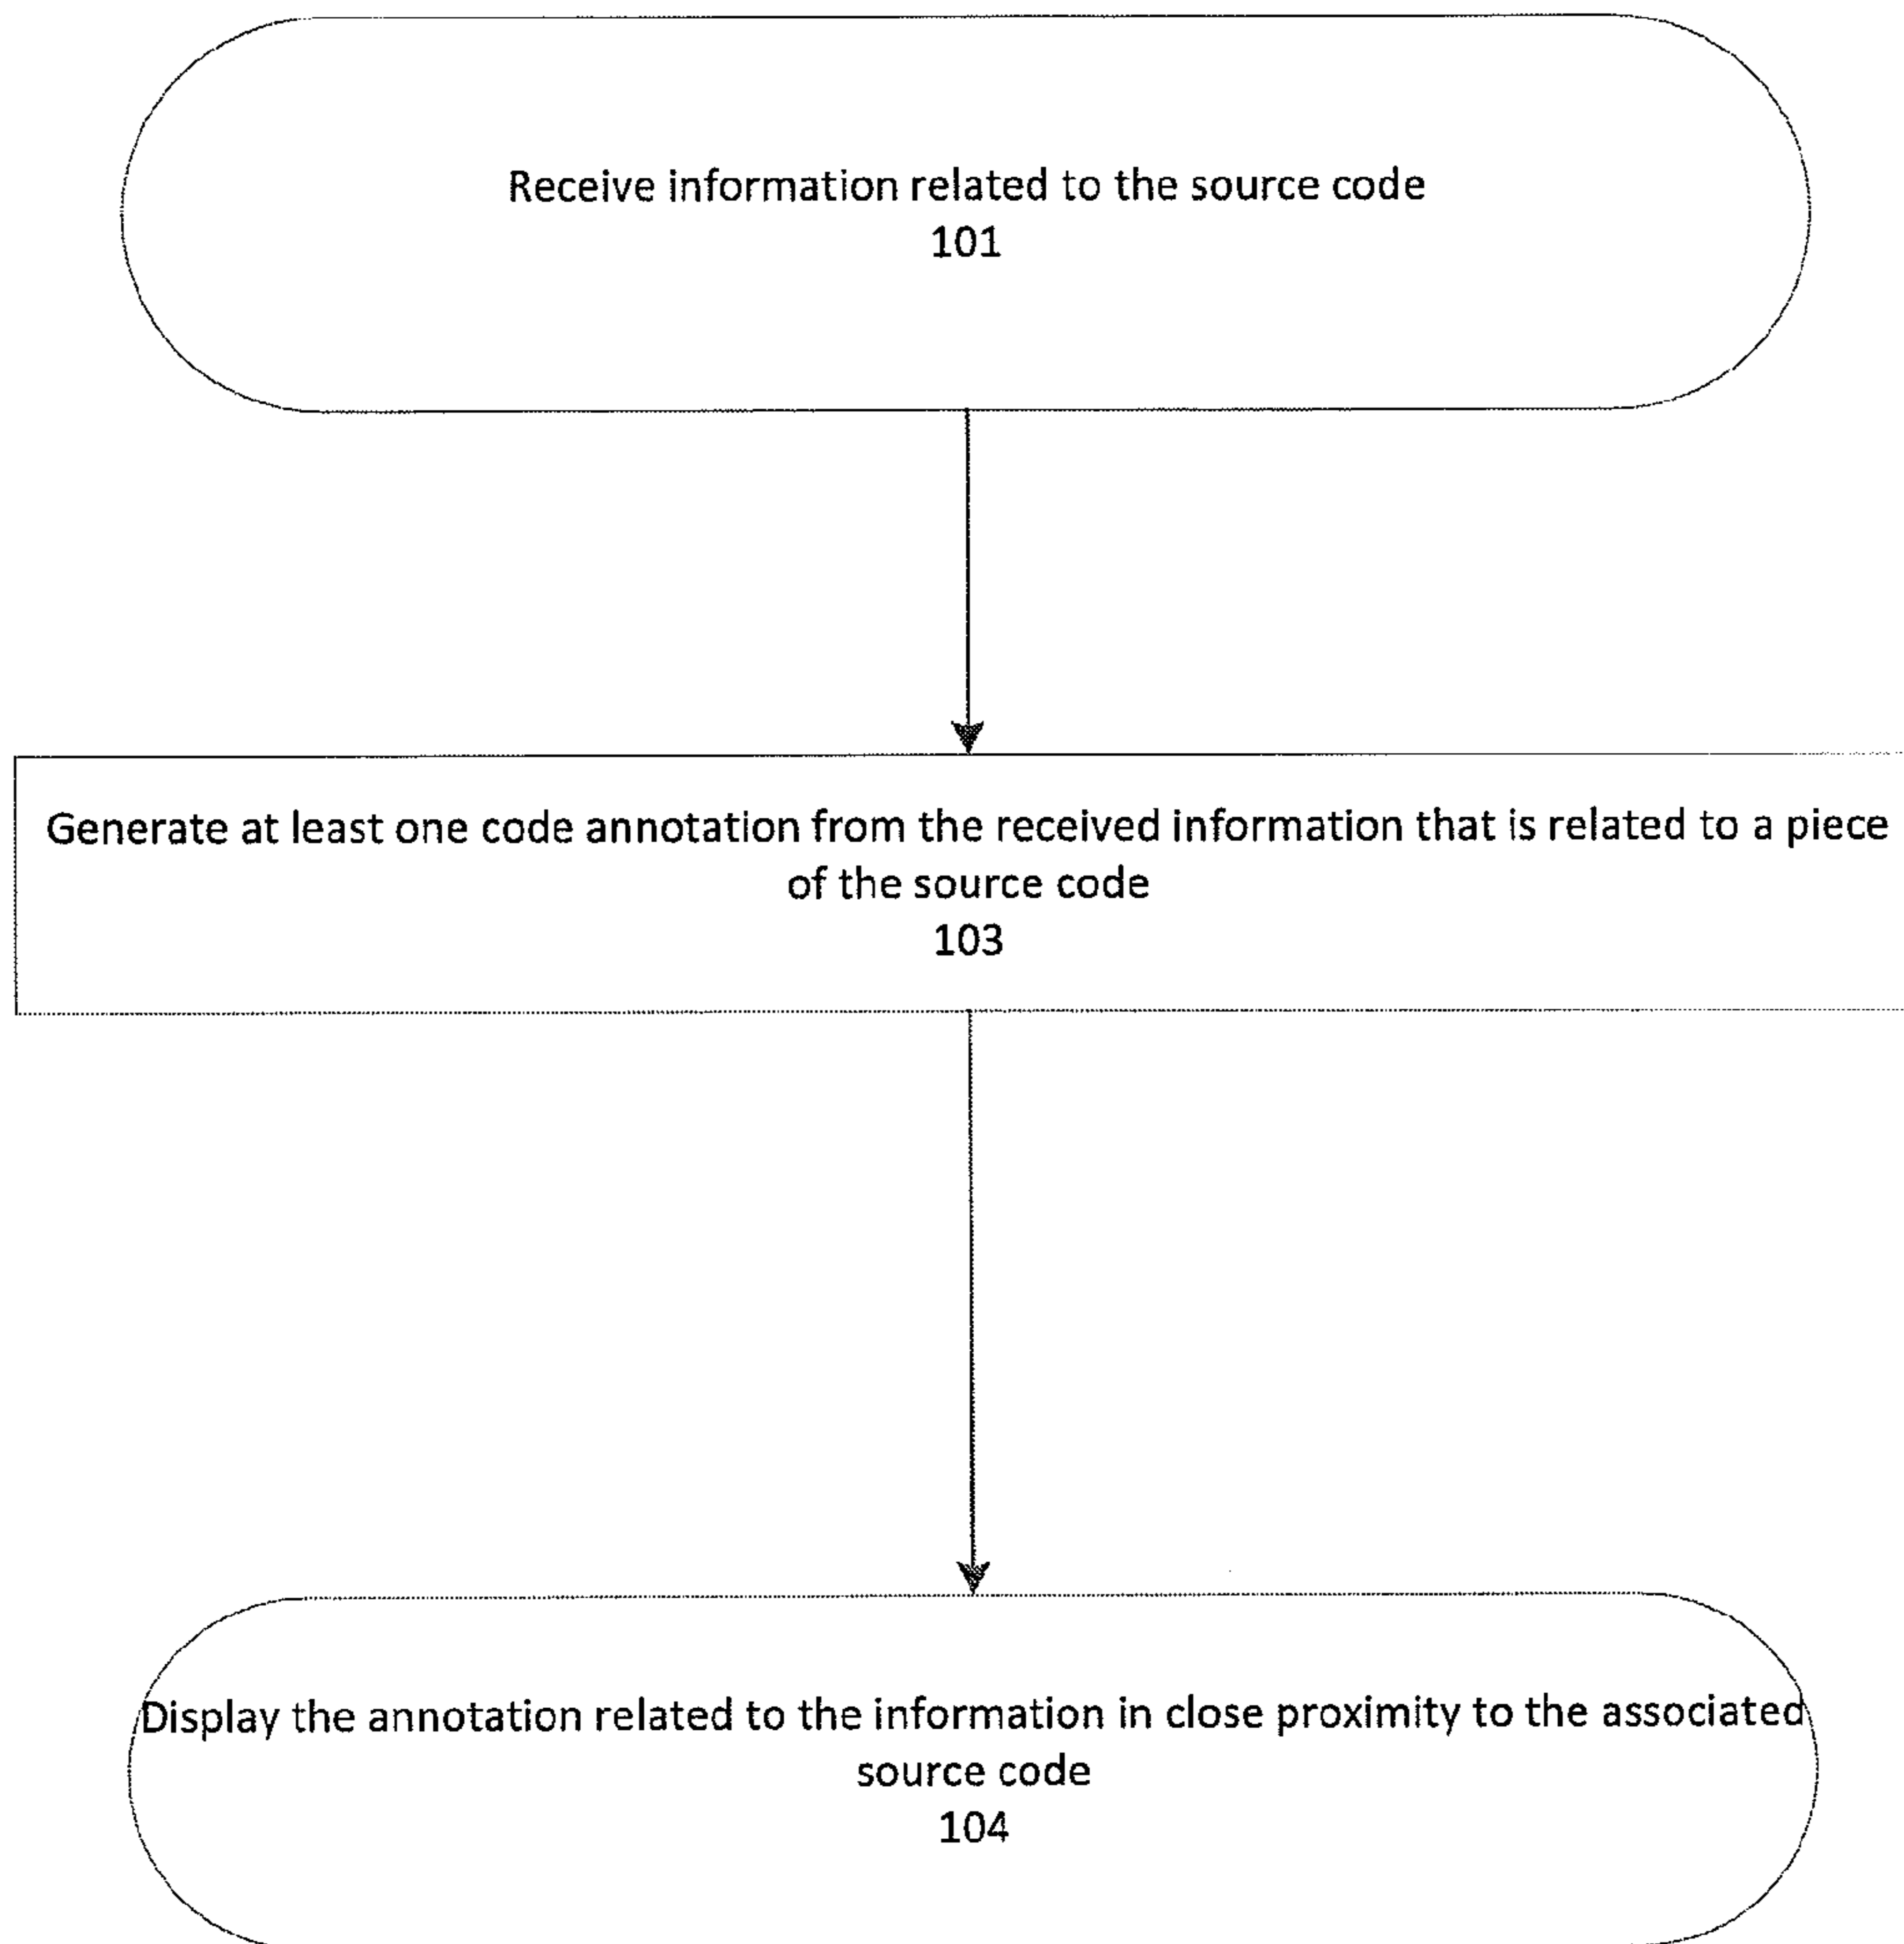 Receive information related to the source code
101
Generate at least one code annotation from the received information that is related to a piece
of the source code
103
Display the annotation related to the information in close proximity to the associated
source code
104